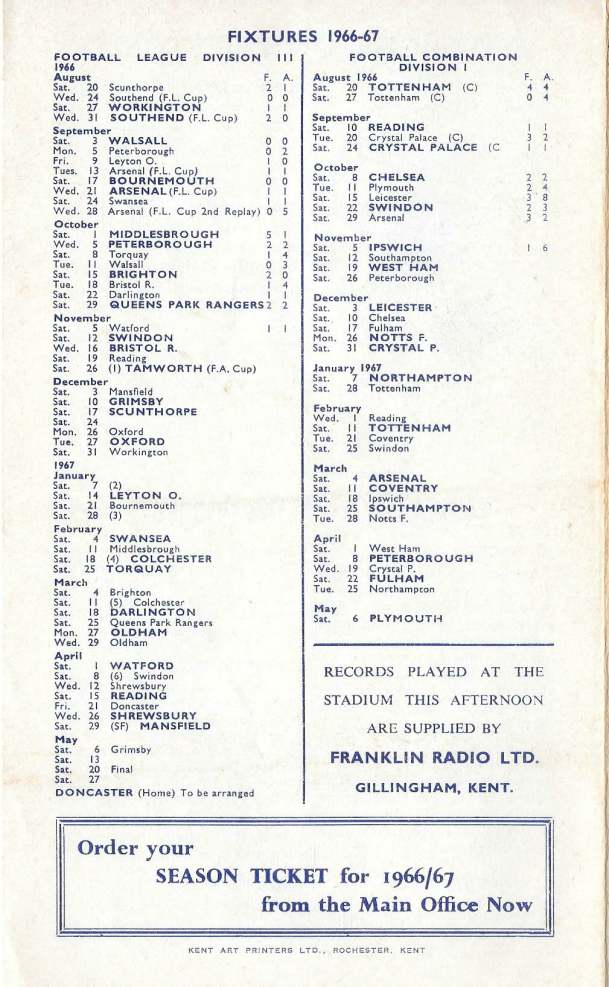 FIXTURES 1966-67
FOOTBALL LEAGUE DIVISION III
1966
August F. A.
Sat. 20 Scunthorpe 2 1
Wed. 24 Southend (F.L. Cup) 0 0
Sat. 27 WORKINGTON 1 1
Wed. 31 SOUTHEND (F.L. Cup) 2 0
September
Sat. 3 WALSALL 0 0
Mon. 5 Peterborough 0 2
Fri. 9 Leyton O. 1 0
Tues. 13 Arsenal (F.L. Cup) 1 1
Sat. 17 BOURNEMOUTH 0 0
Wed. 21 ARSENAL (F.L. Cup) 1 1
Sat. 24 Swansea 1 1
Wed. 28 Arsenal (F.L. Cup 2nd Replay) 0 5
October
Sat. 1 MIDDLESBROUGH 5 1
Wed. 5 PETERBOROUGH 2 2
Sat. 8 Torquay 1 4
Tue. 11 Walsall 0 3
Sat. 15 BRIGHTON 2 0
Tue. 18 Bristol R. 1 4
Sat. 22 Darlington 1 1
Sat. 29 QUEENS PARK RANGERS 2 2
November
Sat. 5 Watford 1 1
Sat. 12 SWINDON
Wed. 16 BRISTOL R.
Sat. 19 Reading
Sat. 26 (1) TAMWORTH (F.A. Cup)
December
Sat. 3 Mansfield
Sat. 10 GRIMSBY
Sat. 17 SCUNTHORPE
Sat. 24
Mon. 26 Oxford
Tue. 27 OXFORD
Sat. 31 Workington
1967
January
Sat. 7 (2)
Sat. 14 LEYTON O.
Sat. 21 Bournemouth
Sat. 28 (3)
February
Sat. 4 SWANSEA
Sat. 11 Middlesbrough
Sat. 18 (4) COLCHESTER
Sat. 25 TORQUAY
March
Sat. 4 Brighton
Sat. 11 (5) Colchester
Sat. 18 DARLINGTON
Sat. 25 Queens Park Rangers
Mon. 27 OLDHAM
Wed. 29 Oldham
April
Sat. 1 WATFORD
Sat. 8 (6) Swindon
Wed. 12 Shrewsbury
Sat. 15 READING
Fri. 21 Doncaster
Wed. 26 SHREWSBURY
Sat. 29 (SF) MANSFIELD
May
Sat. 6 Grimsby
Sat. 13
Sat. 20 Final
Sat. 27
DONCASTER (Home) To be arranged
FOOTBALL COMBINATION
DIVISION I
August 1966 F. A.
Sat. 20 TOTTENHAM (C) 4 4
Sat. 27 Tottenham (C) 0 4
September
Sat. 10 READING 1 1
Tue. 20 Crystal Palace (C) 3 2
Sat. 24 CRYSTAL PALACE (C 1 1
October
Sat. 8 CHELSEA 2 2
Tue. 11 Plymouth 2 4
Sat. 15 Leicester 3 8
Sat. 22 SWINDON 2 3
Sat. 29 Arsenal 3 2
November
Sat. 5 IPSWICH 1 6
Sat. 12 Southampton
Sat. 19 WEST HAM
Sat. 26 Peterborough
December
Sat. 3 LEICESTER
Sat. 10 Chelsea
Sat. 17 Fulham
Mon. 26 NOTTS F.
Sat. 31 CRYSTAL P.
January 1967
Sat. 7 NORTHAMPTON
Sat. 28 Tottenham
February
Wed. 1 Reading
Sat. 11 TOTTENHAM
Tue. 21 Coventry
Sat. 25 Swindon
March
Sat. 4 ARSENAL
Sat. 11 COVENTRY
Sat. 18 Ipswich
Sat. 25 SOUTHAMPTON
Tue. 28 Notts F.
April
Sat. 1 West Ham
Sat. 8 PETERBOROUGH
Wed. 19 Crystal P.
Sat. 22 FULHAM
Tue. 25 Northampton
May
Sat. 6 PLYMOUTH
RECORDS PLAYED AT THE
STADIUM THIS AFTERNOON
ARE SUPPLIED BY
FRANKLIN RADIO LTD.
GILLINGHAM, KENT.
Order your
SEASON TICKET for 1966/67
from the Main Office Now
KENT ART PRINTERS LTD., ROCHESTER, KENT